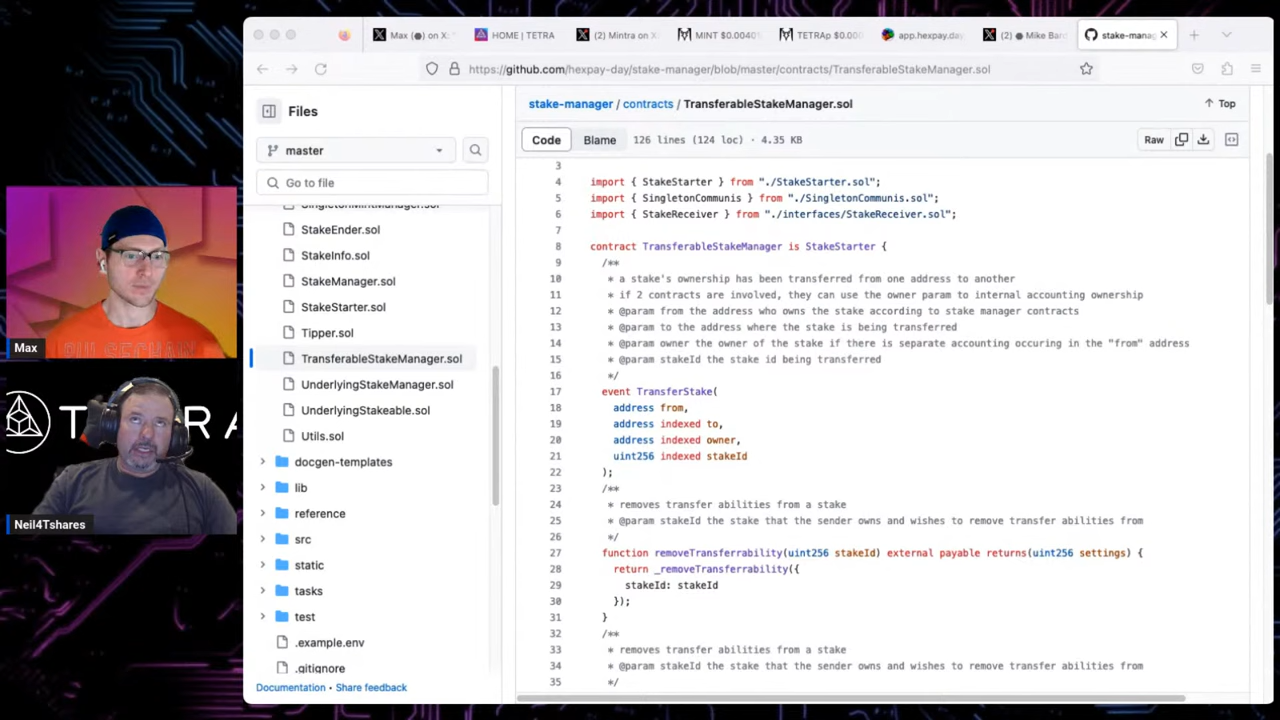 Max (⬣) on X:
HOME | TETRA
(2) Mintra on X
MINT $0.0040
TETRAp $0.000
app.hexpay.day
(2) ⬣ Mike Bar
stake-manag
https://github.com/hexpay-day/stake-manager/blob/master/contracts/TransferableStakeManager.sol
Files
master
Go to file
SingletonMintManager.sol
StakeEnder.sol
StakeInfo.sol
StakeManager.sol
StakeStarter.sol
Tipper.sol
TransferableStakeManager.sol
UnderlyingStakeManager.sol
UnderlyingStakeable.sol
Utils.sol
docgen-templates
lib
reference
src
static
tasks
test
.example.env
.gitignore
Documentation • Share feedback
stake-manager / contracts / TransferableStakeManager.sol
Top
Code Blame 126 lines (124 loc) · 4.35 KB
Raw
3
4 import { StakeStarter } from "./StakeStarter.sol";
5 import { SingletonCommunis } from "./SingletonCommunis.sol";
6 import { StakeReceiver } from "./interfaces/StakeReceiver.sol";
7
8 contract TransferableStakeManager is StakeStarter {
9 /**
10 * a stake's ownership has been transferred from one address to another
11 * if 2 contracts are involved, they can use the owner param to internal accounting ownership
12 * @param from the address who owns the stake according to stake manager contracts
13 * @param to the address where the stake is being transferred
14 * @param owner the owner of the stake if there is separate accounting occuring in the "from" address
15 * @param stakeId the stake id being transferred
16 */
17 event TransferStake(
18 address from,
19 address indexed to,
20 address indexed owner,
21 uint256 indexed stakeId
22 );
23 /**
24 * removes transfer abilities from a stake
25 * @param stakeId the stake that the sender owns and wishes to remove transfer abilities from
26 */
27 function removeTransferrability(uint256 stakeId) external payable returns(uint256 settings) {
28 return _removeTransferrability({
29 stakeId: stakeId
30 });
31 }
32 /**
33 * removes transfer abilities from a stake
34 * @param stakeId the stake that the sender owns and wishes to remove transfer abilities from
35 */
Max
Neil4Tshares